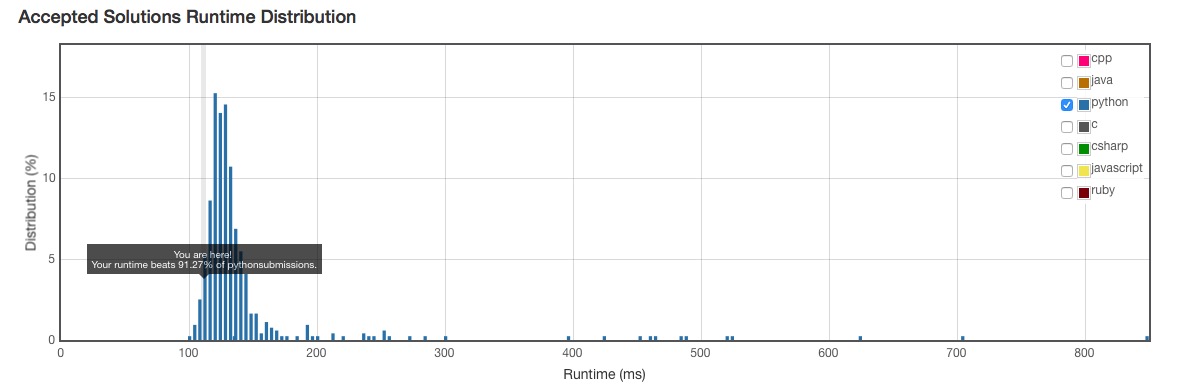 Accepted Solutions Runtime Distribution
cpp
java
python
c
csharp
javascript
ruby
15
10
5
0
Distribution (%)
You are here!
Your runtime beats 91.27% of pythonsubmissions.
0 100 200 300 400 500 600 700 800
Runtime (ms)